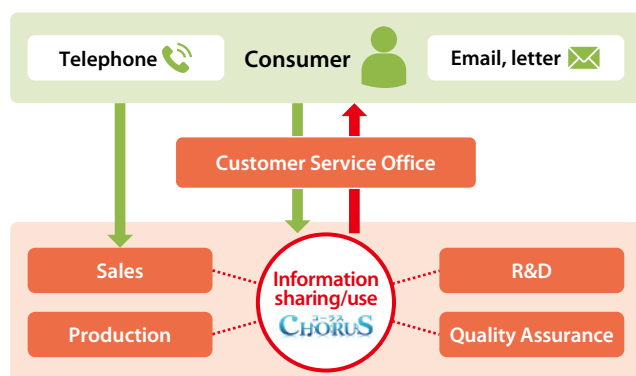 Telephone
Consumer
Email, letter
Customer Service Office
Sales
Information
sharing/use
コーラス
CHORUS
R&D
Production
Quality Assurance